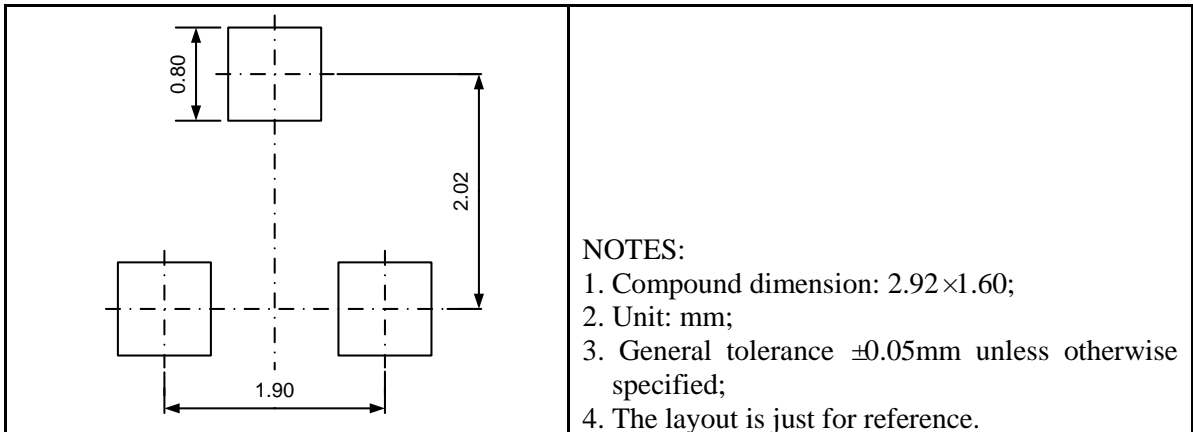 0.80
2.02
1.90
NOTES:
1. Compound dimension: 2.92×1.60;
2. Unit: mm;
3. General tolerance ±0.05mm unless otherwise
specified;
4. The layout is just for reference.